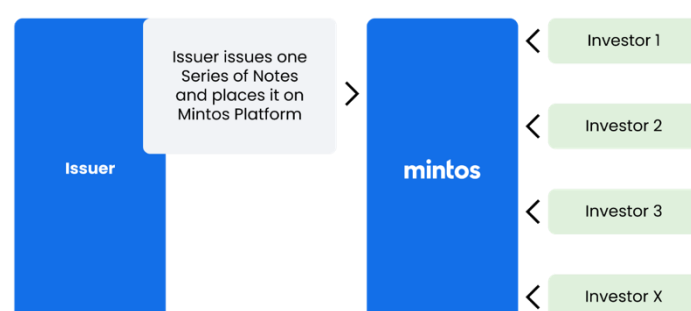 Issuer issues one
Series of Notes
and places it on
Mintos Platform
Issuer
mintos
Investor 1
Investor 2
Investor 3
Investor X